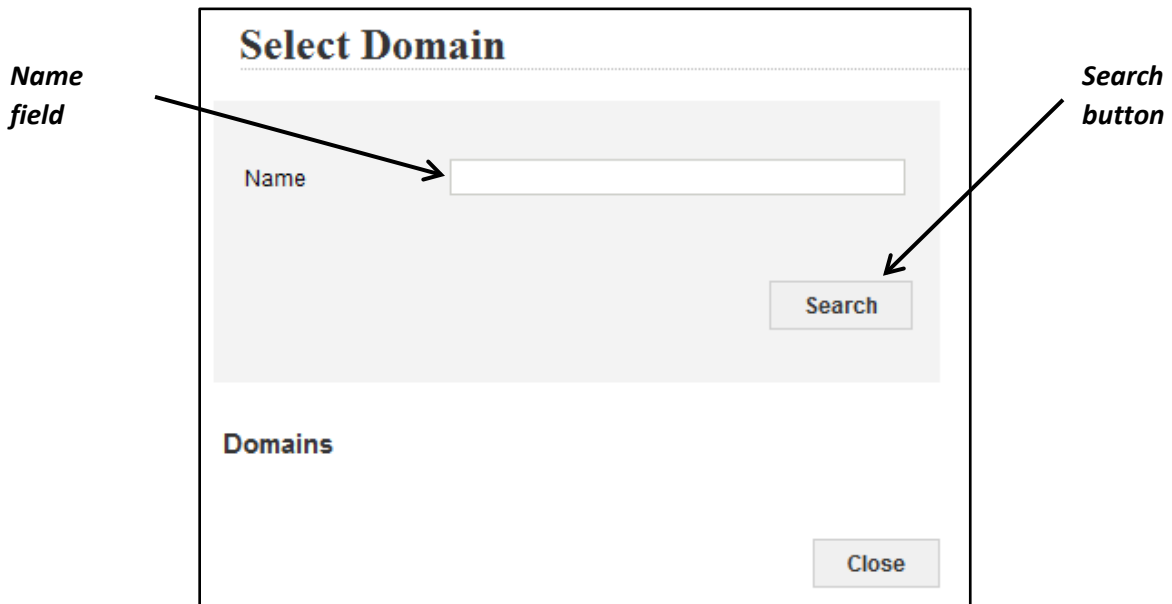 Select Domain
Name
field
Search
button
Name
Search
Domains
Close